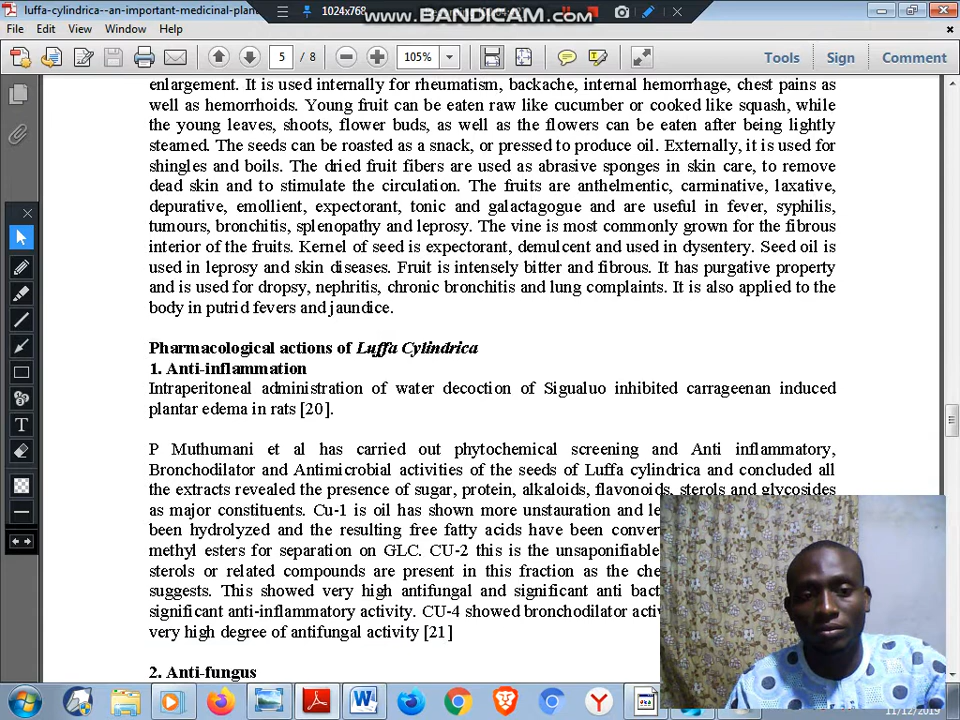 luffa-cylindrica--an-important-medicinal-plan
1024x768
www.BANDICAM.com
File Edit View Window Help
5 / 8
105%
Tools Sign Comment
enlargement. It is used internally for rheumatism, backache, internal hemorrhage, chest pains as
well as hemorrhoids. Young fruit can be eaten raw like cucumber or cooked like squash, while
the young leaves, shoots, flower buds, as well as the flowers can be eaten after being lightly
steamed. The seeds can be roasted as a snack, or pressed to produce oil. Externally, it is used for
shingles and boils. The dried fruit fibers are used as abrasive sponges in skin care, to remove
dead skin and to stimulate the circulation. The fruits are anthelmentic, carminative, laxative,
depurative, emollient, expectorant, tonic and galactagogue and are useful in fever, syphilis,
tumours, bronchitis, splenopathy and leprosy. The vine is most commonly grown for the fibrous
interior of the fruits. Kernel of seed is expectorant, demulcent and used in dysentery. Seed oil is
used in leprosy and skin diseases. Fruit is intensely bitter and fibrous. It has purgative property
and is used for dropsy, nephritis, chronic bronchitis and lung complaints. It is also applied to the
body in putrid fevers and jaundice.
Pharmacological actions of Luffa Cylindrica
1. Anti-inflammation
Intraperitoneal administration of water decoction of Sigualuo inhibited carrageenan induced
plantar edema in rats [20].
P Muthumani et al has carried out phytochemical screening and Anti inflammatory,
Bronchodilator and Antimicrobial activities of the seeds of Luffa cylindrica and concluded all
the extracts revealed the presence of sugar, protein, alkaloids, flavonoids, sterols and glycosides
as major constituents. Cu-1 is oil has shown more unstauration and le
been hydrolyzed and the resulting free fatty acids have been conver
methyl esters for separation on GLC. CU-2 this is the unsaponifiable
sterols or related compounds are present in this fraction as the che
suggests. This showed very high antifungal and significant anti bact
significant anti-inflammatory activity. CU-4 showed bronchodilator activ
very high degree of antifungal activity [21]
2. Anti-fungus
11/12/2019